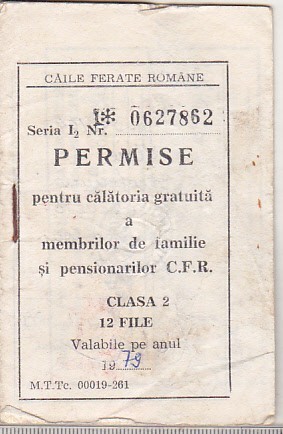 CĂILE FERATE ROMÂNE
I* 0627862
Seria I₂ Nr.
PERMISE
pentru călătoria gratuită
a
membrilor de familie
și pensionarilor C.F.R.
CLASA 2
12 FILE
Valabile pe anul
1979
M.T.Tc. 00019-261